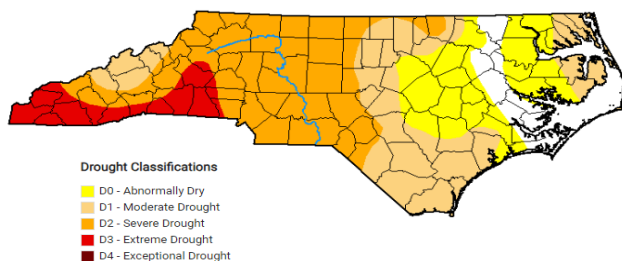 Drought Classifications
D0 - Abnormally Dry
D1 - Moderate Drought
D2 - Severe Drought
D3 - Extreme Drought
D4 - Exceptional Drought